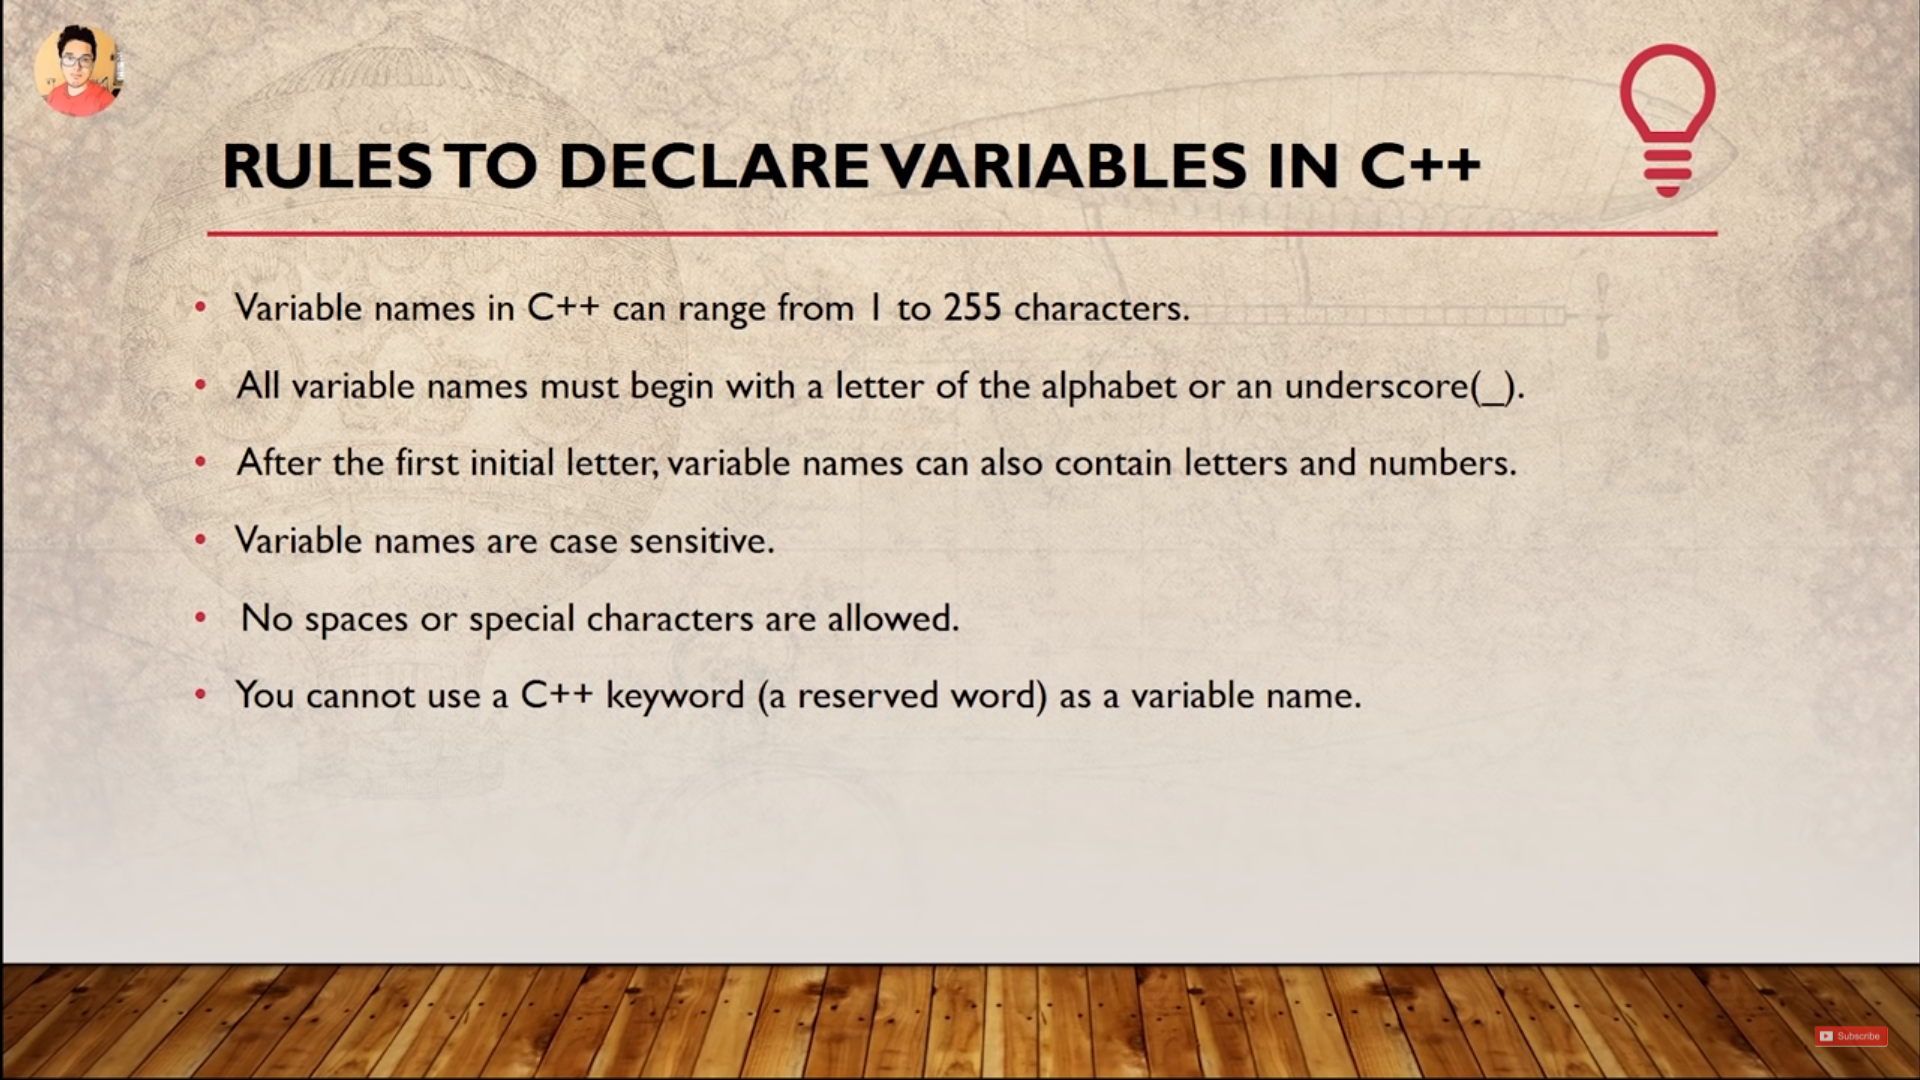 RULES TO DECLARE VARIABLES IN C++
• Variable names in C++ can range from 1 to 255 characters.
• All variable names must begin with a letter of the alphabet or an underscore(_).
• After the first initial letter, variable names can also contain letters and numbers.
• Variable names are case sensitive.
• No spaces or special characters are allowed.
• You cannot use a C++ keyword (a reserved word) as a variable name.
Subscribe